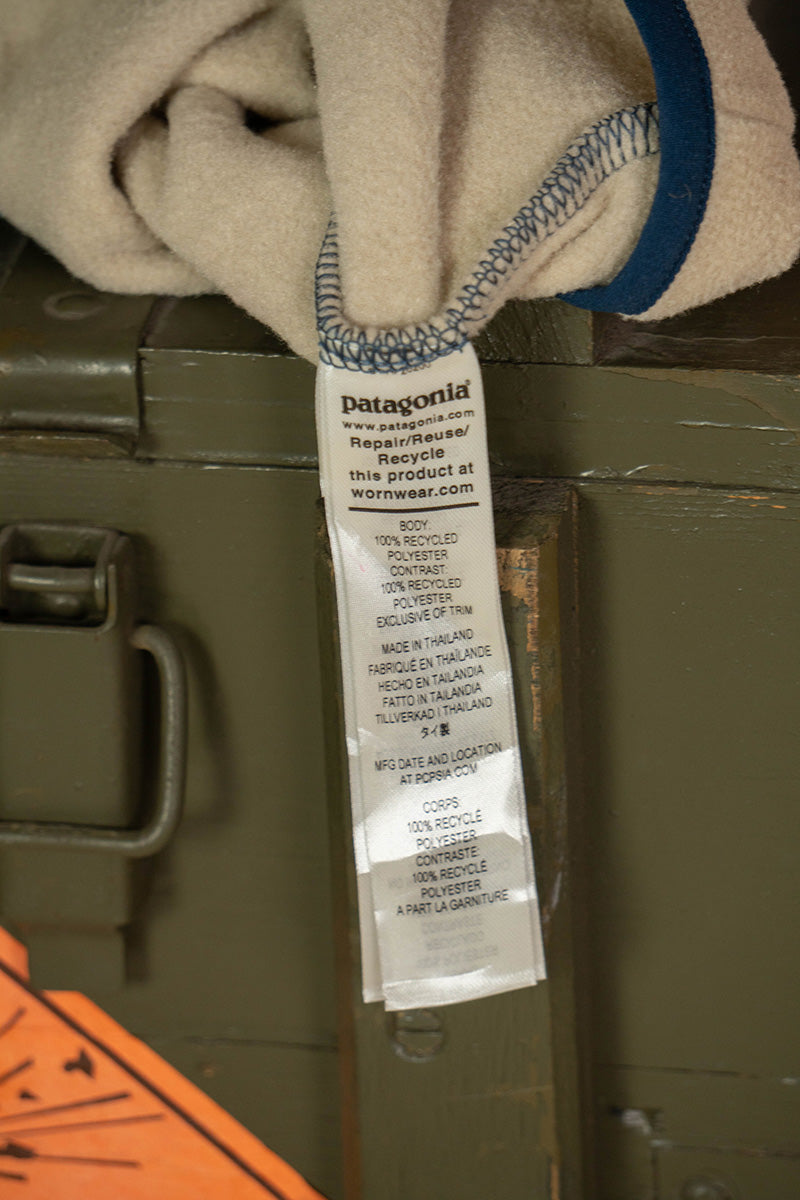 patagonia®
www.patagonia.com
Repair/Reuse/
Recycle
this product at
wornwear.com
BODY:
100% RECYCLED
POLYESTER
CONTRAST:
100% RECYCLED
POLYESTER
EXCLUSIVE OF TRIM
MADE IN THAILAND
FABRIQUÉ EN THAÏLANDE
HECHO EN TAILANDIA
FATTO IN TAILANDIA
TILLVERKAD I THAILAND
タイ製
MFG DATE AND LOCATION
AT PCPSIA COM
CORPS:
100% RECYCLÉ
POLYESTER
CONTRASTE:
100% RECYCLÉ
POLYESTER
A PART LA GARNITURE